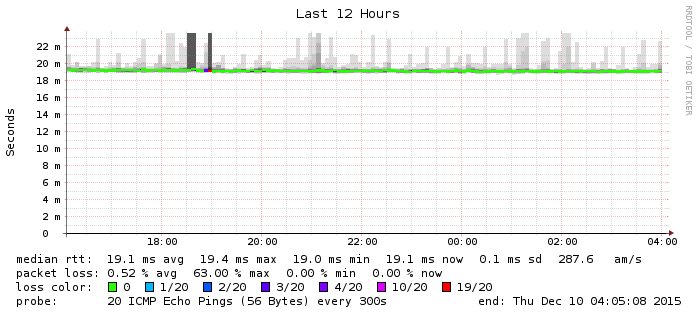 Last 12 Hours
RRDTOOL / TOBI OETIKER
Seconds
22 m
20 m
18 m
16 m
14 m
12 m
10 m
8 m
6 m
4 m
2 m
0
18:00 20:00 22:00 00:00 02:00 04:00
median rtt: 19.1 ms avg 19.4 ms max 19.0 ms min 19.1 ms now 0.1 ms sd 287.6 am/s
packet loss: 0.52 % avg 63.00 % max 0.00 % min 0.00 % now
loss color: 0 1/20 2/20 3/20 4/20 10/20 19/20
probe: 20 ICMP Echo Pings (56 Bytes) every 300s end: Thu Dec 10 04:05:08 2015